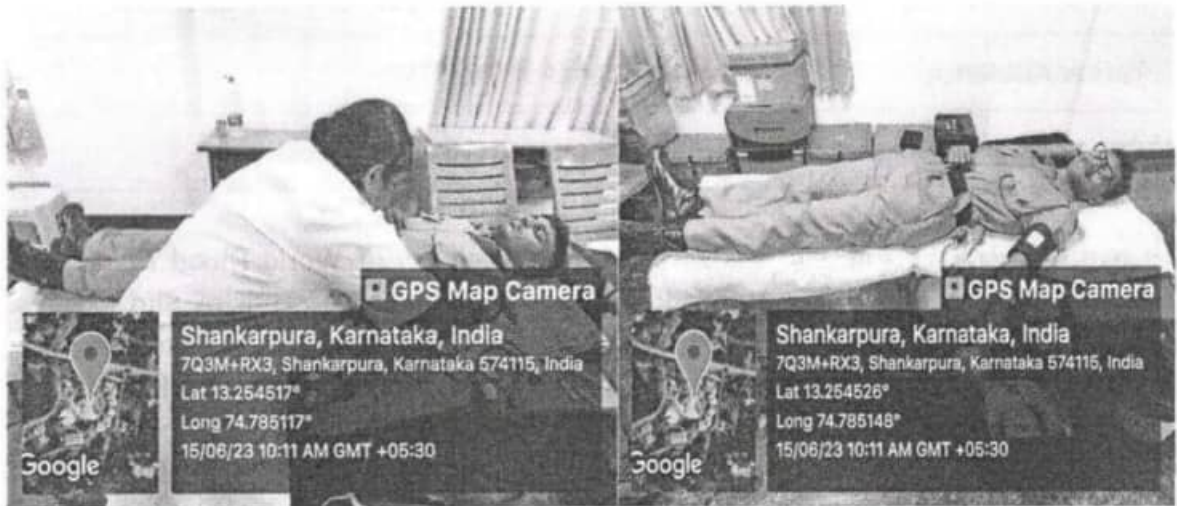 GPS Map Camera
Shankarpura, Karnataka, India
7Q3M+RX3, Shankarpura, Karnataka 574115, India
Lat 13.254517°
Long 74.785117°
15/06/23 10:11 AM GMT +05:30
Google
GPS Map Camera
Shankarpura, Karnataka, India
7Q3M+RX3, Shankarpura, Karnataka 574115, India
Lat 13.254526°
Long 74.785148°
15/06/23 10:11 AM GMT +05:30
Google